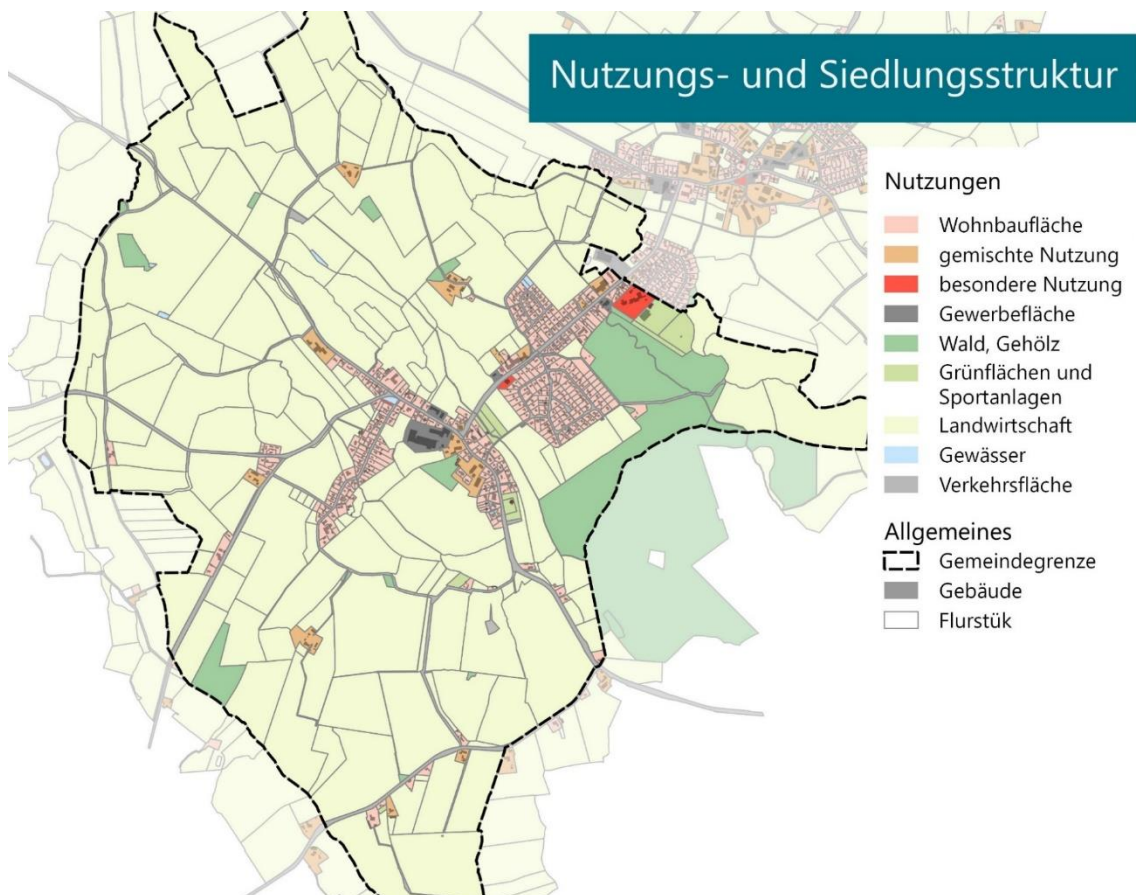 Nutzungs- und Siedlungsstruktur
Nutzungen
Wohnbaufläche
gemischte Nutzung
besondere Nutzung
Gewerbefläche
Wald, Gehölz
Grünflächen und
Sportanlagen
Landwirtschaft
Gewässer
Verkehrsfläche
Allgemeines
Gemeindegrenze
Gebäude
Flurstük